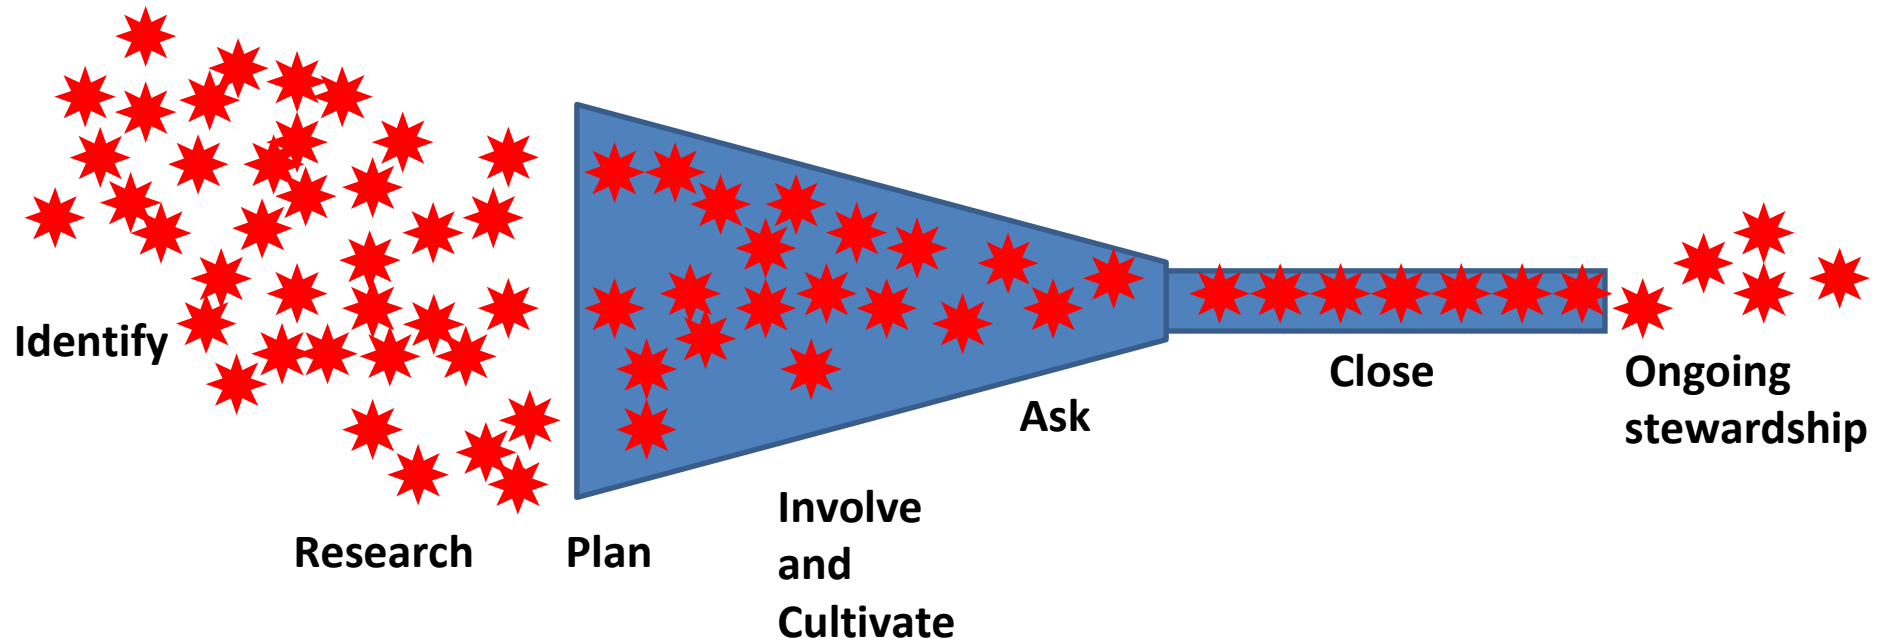 Identify
Research
Plan
Involve
and
Cultivate
Ask
Close
Ongoing
stewardship